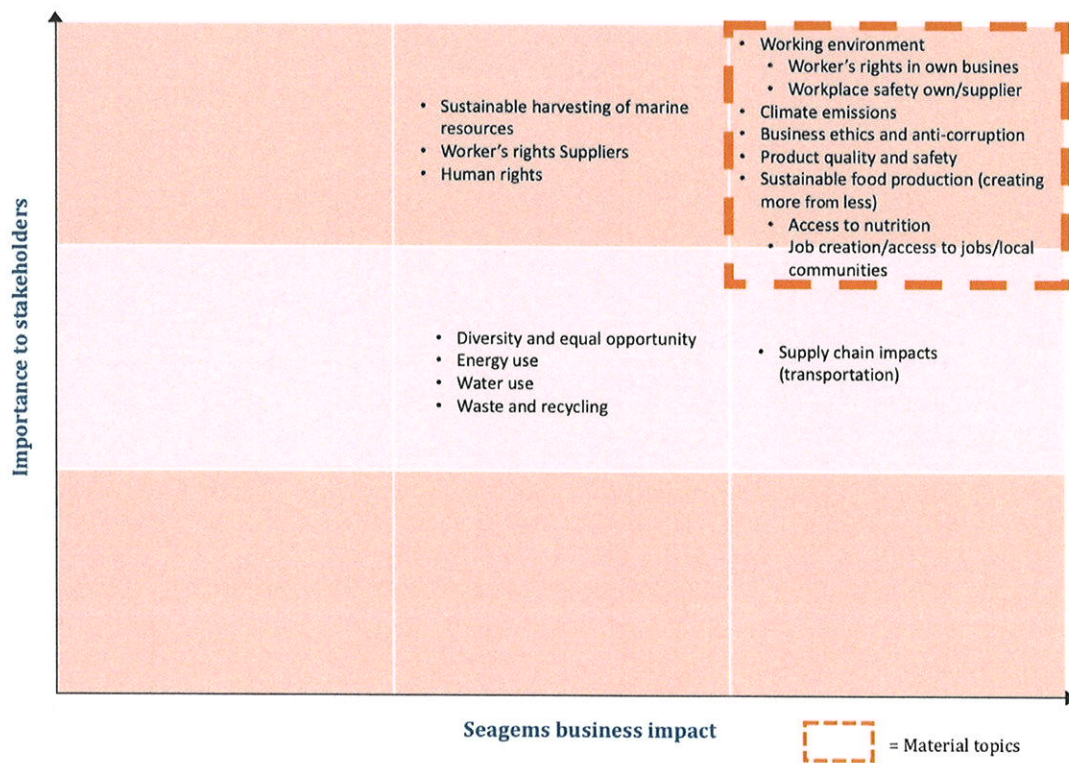 Importance to stakeholders
• Sustainable harvesting of marine
resources
• Worker's rights Suppliers
• Human rights
• Working environment
• Worker's rights in own busines
• Workplace safety own/supplier
• Climate emissions
• Business ethics and anti-corruption
• Product quality and safety
• Sustainable food production (creating
more from less)
• Access to nutrition
• Job creation/access to jobs/local
communities
• Diversity and equal opportunity
• Energy use
• Water use
• Waste and recycling
• Supply chain impacts
(transportation)
Seagems business impact
= Material topics